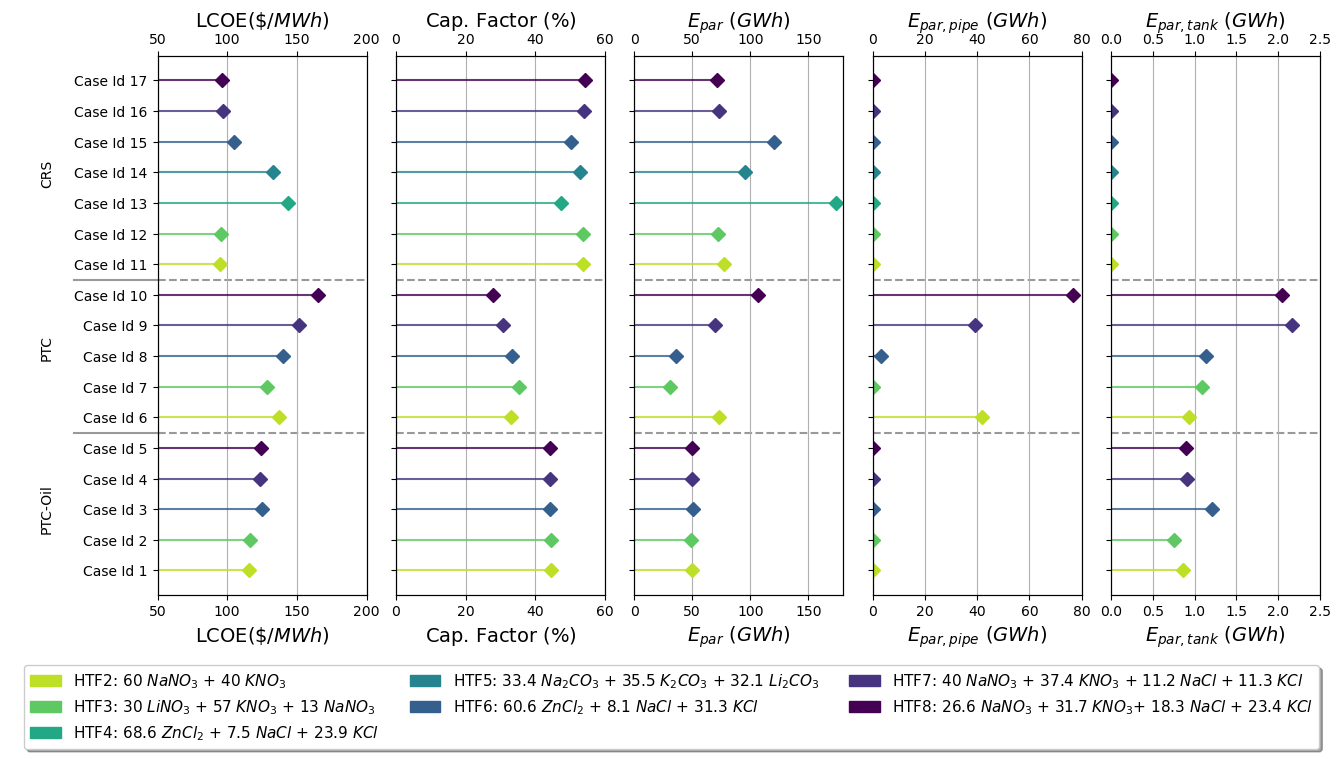 LCOE($/MWh) Cap. Factor (%) E_par (GWh) E_par,pipe (GWh) E_par,tank (GWh)
50 100 150 200 0 20 40 60 0 50 100 150 0 20 40 60 80 0.0 0.5 1.0 1.5 2.0 2.5
Case Id 17
Case Id 16
Case Id 15
Case Id 14
CRS
Case Id 13
Case Id 12
Case Id 11
Case Id 10
Case Id 9
PTC
Case Id 8
Case Id 7
Case Id 6
Case Id 5
Case Id 4
PTC-Oil
Case Id 3
Case Id 2
Case Id 1
50 100 150 200 0 20 40 60 0 50 100 150 0 20 40 60 80 0.0 0.5 1.0 1.5 2.0 2.5
LCOE($/MWh) Cap. Factor (%) E_par (GWh) E_par,pipe (GWh) E_par,tank (GWh)
HTF2: 60 NaNO₃ + 40 KNO₃
HTF3: 30 LiNO₃ + 57 KNO₃ + 13 NaNO₃
HTF4: 68.6 ZnCl₂ + 7.5 NaCl + 23.9 KCl
HTF5: 33.4 Na₂CO₃ + 35.5 K₂CO₃ + 32.1 Li₂CO₃
HTF6: 60.6 ZnCl₂ + 8.1 NaCl + 31.3 KCl
HTF7: 40 NaNO₃ + 37.4 KNO₃ + 11.2 NaCl + 11.3 KCl
HTF8: 26.6 NaNO₃ + 31.7 KNO₃+ 18.3 NaCl + 23.4 KCl